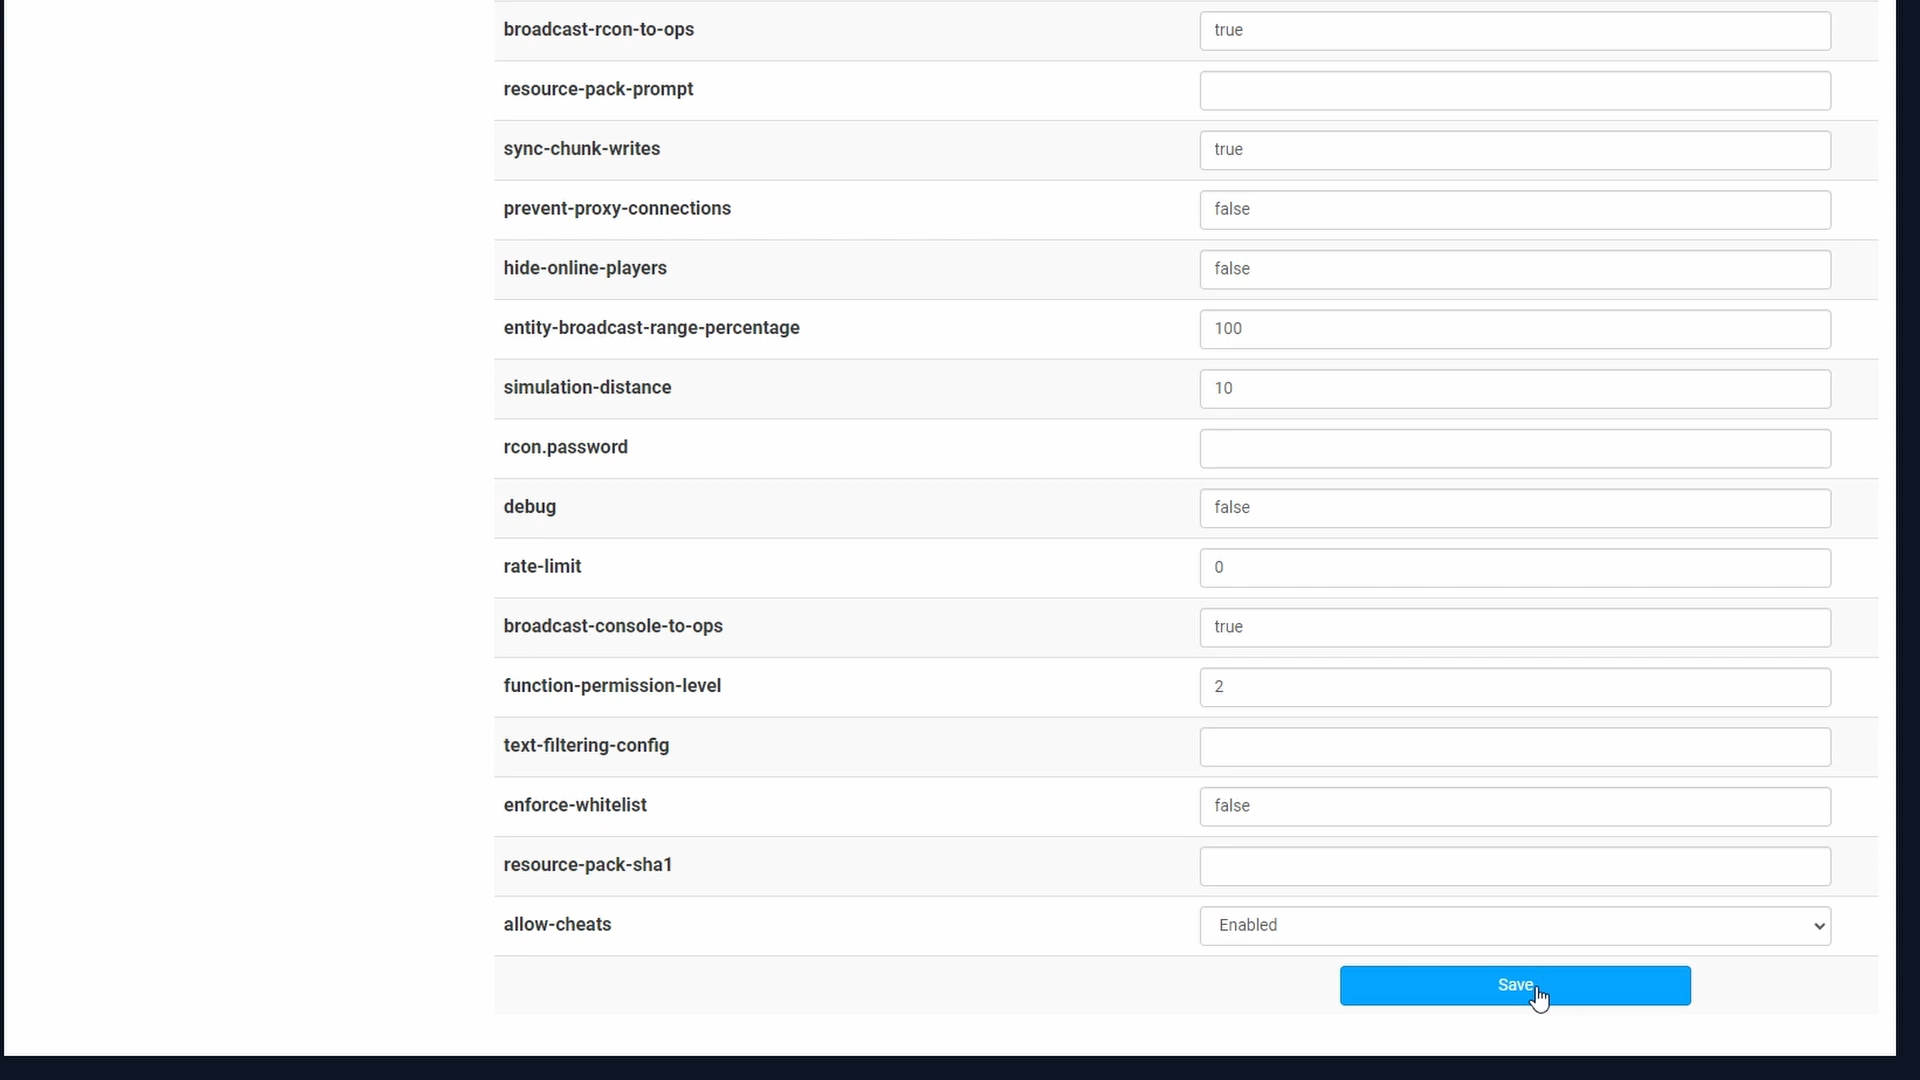 broadcast-rcon-to-ops true
resource-pack-prompt
sync-chunk-writes true
prevent-proxy-connections false
hide-online-players false
entity-broadcast-range-percentage 100
simulation-distance 10
rcon.password
debug false
rate-limit 0
broadcast-console-to-ops true
function-permission-level 2
text-filtering-config
enforce-whitelist false
resource-pack-sha1
allow-cheats Enabled
Save